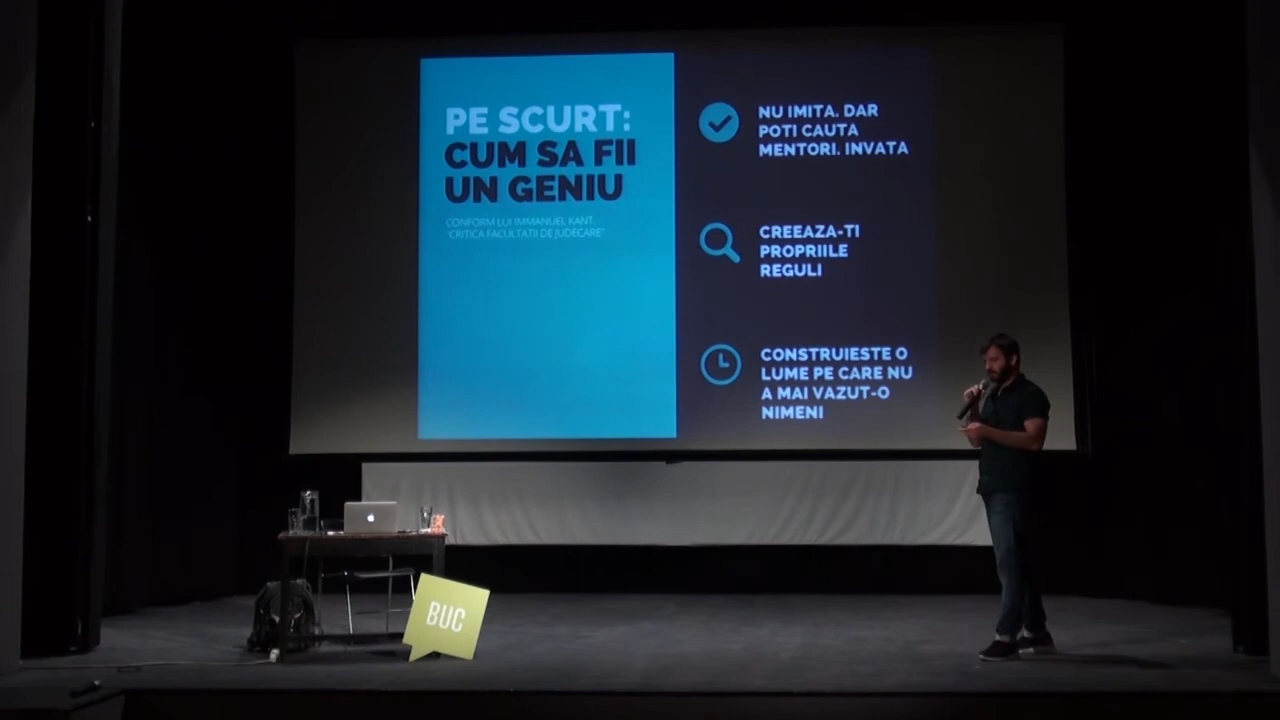 PE SCURT:
CUM SA FII
UN GENIU
CONFORM LUI IMMANUEL KANT,
"CRITICA FACULTATII DE JUDECARE"
NU IMITA. DAR
POTI CAUTA
MENTORI. INVATA
CREEAZA-TI
PROPRIILE
REGULI
CONSTRUIESTE O
LUME PE CARE NU
A MAI VAZUT-O
NIMENI
BUC